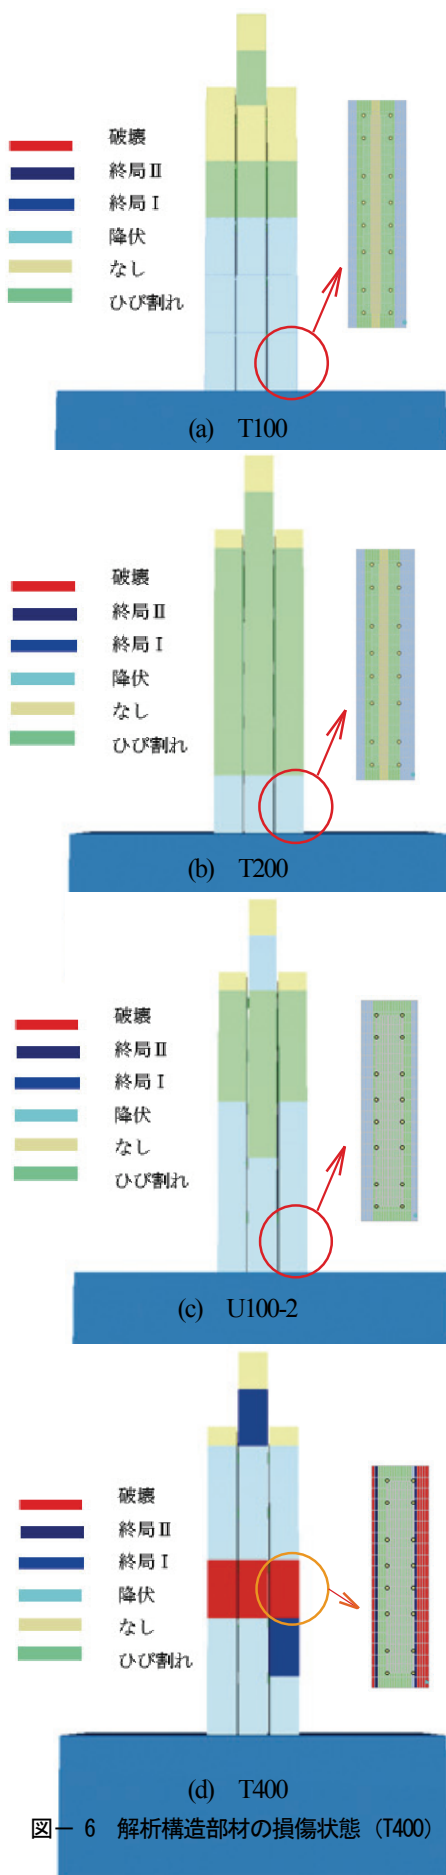 破壊
終局Ⅱ
終局Ⅰ
降伏
なし
ひび割れ
(a) T100
破壊
終局Ⅱ
終局Ⅰ
降伏
なし
ひび割れ
(b) T200
破壊
終局Ⅱ
終局Ⅰ
降伏
なし
ひび割れ
(c) U100-2
破壊
終局Ⅱ
終局Ⅰ
降伏
なし
ひび割れ
(d) T400
図－ 6 解析構造部材の損傷状態（T400）